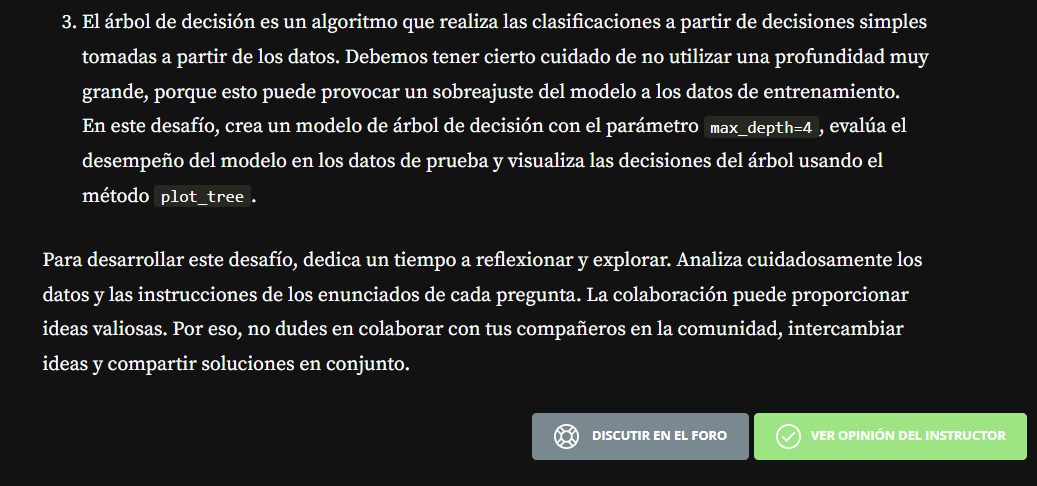 3. El árbol de decisión es un algoritmo que realiza las clasificaciones a partir de decisiones simples
tomadas a partir de los datos. Debemos tener cierto cuidado de no utilizar una profundidad muy
grande, porque esto puede provocar un sobreajuste del modelo a los datos de entrenamiento.
En este desafío, crea un modelo de árbol de decisión con el parámetro max_depth=4, evalúa el
desempeño del modelo en los datos de prueba y visualiza las decisiones del árbol usando el
método plot_tree.
Para desarrollar este desafío, dedica un tiempo a reflexionar y explorar. Analiza cuidadosamente los
datos y las instrucciones de los enunciados de cada pregunta. La colaboración puede proporcionar
ideas valiosas. Por eso, no dudes en colaborar con tus compañeros en la comunidad, intercambiar
ideas y compartir soluciones en conjunto.
DISCUTIR EN EL FORO
VER OPINIÓN DEL INSTRUCTOR